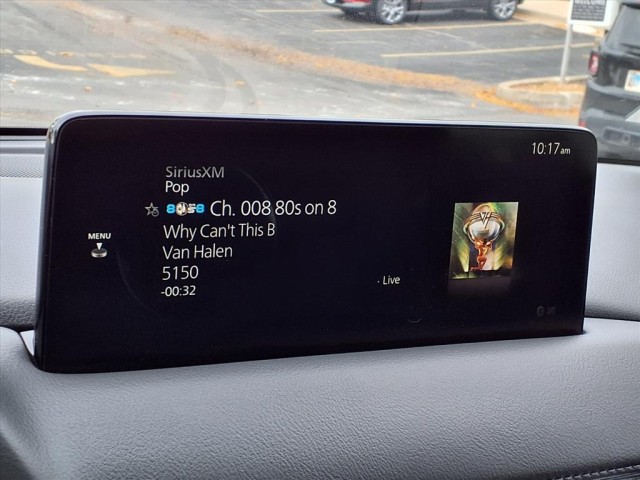 10:17 am
SiriusXM
Pop
8os8 Ch. 008 80s on 8
MENU
Why Can't This B
Van Halen
5150
-00:32
· Live